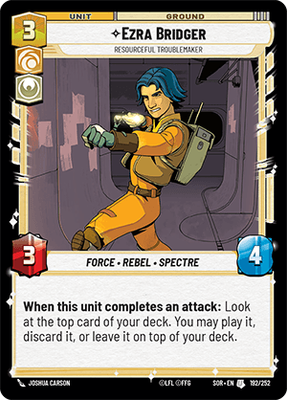 3
UNIT
GROUND
EZRA BRIDGER
RESOURCEFUL TROUBLEMAKER
3
4
FORCE • REBEL • SPECTRE
When this unit completes an attack: Look
at the top card of your deck. You may play it,
discard, or leave it on top of your deck.
JOSHUA CARSON
©LFL ©FFG
SOR • EN
192/252